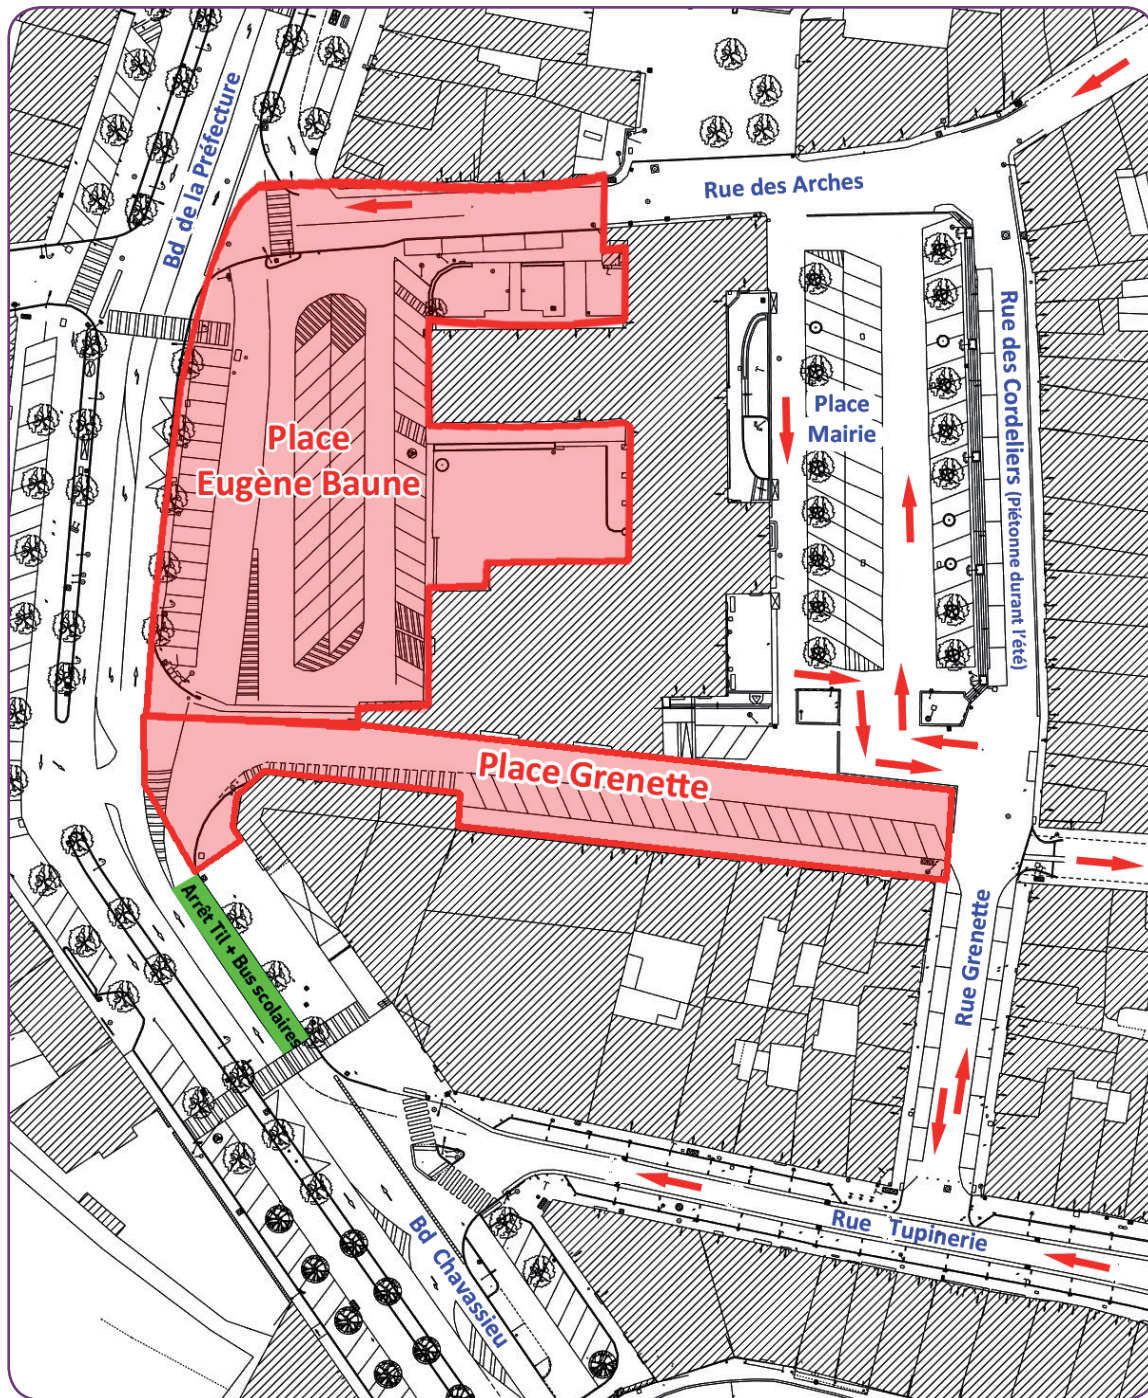 Bd de la Préfecture
Rue des Arches
Place
Eugène Baune
Place
Mairie
Rue des Cordeliers (Piétonne durant l'été)
Place Grenette
Arrêt Til + Bus scolaires
Rue Grenette
Rue Tupinerie
Bd Chavassieu